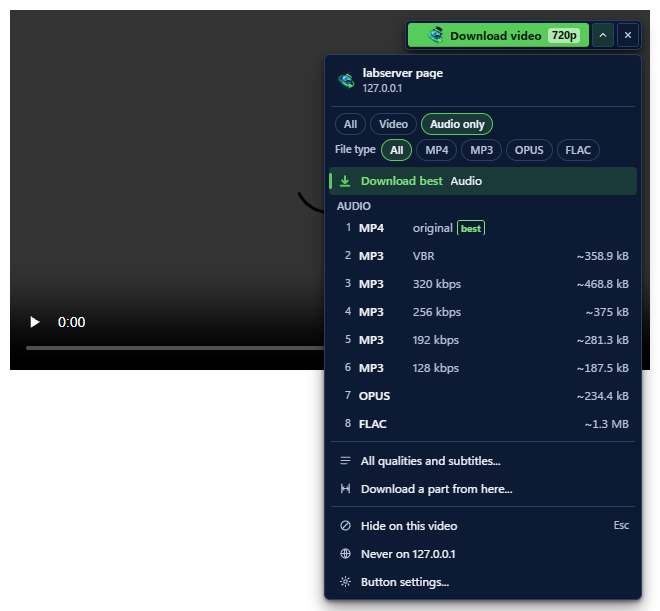 Download video 720p
labserver page
127.0.0.1
All Video Audio only
File type All MP4 MP3 OPUS FLAC
Download best Audio
AUDIO
1 MP4 original best
2 MP3 VBR ~358.9 kB
3 MP3 320 kbps ~468.8 kB
4 MP3 256 kbps ~375 kB
5 MP3 192 kbps ~281.3 kB
6 MP3 128 kbps ~187.5 kB
7 OPUS ~234.4 kB
8 FLAC ~1.3 MB
0:00
All qualities and subtitles...
Download a part from here...
Hide on this video Esc
Never on 127.0.0.1
Button settings...